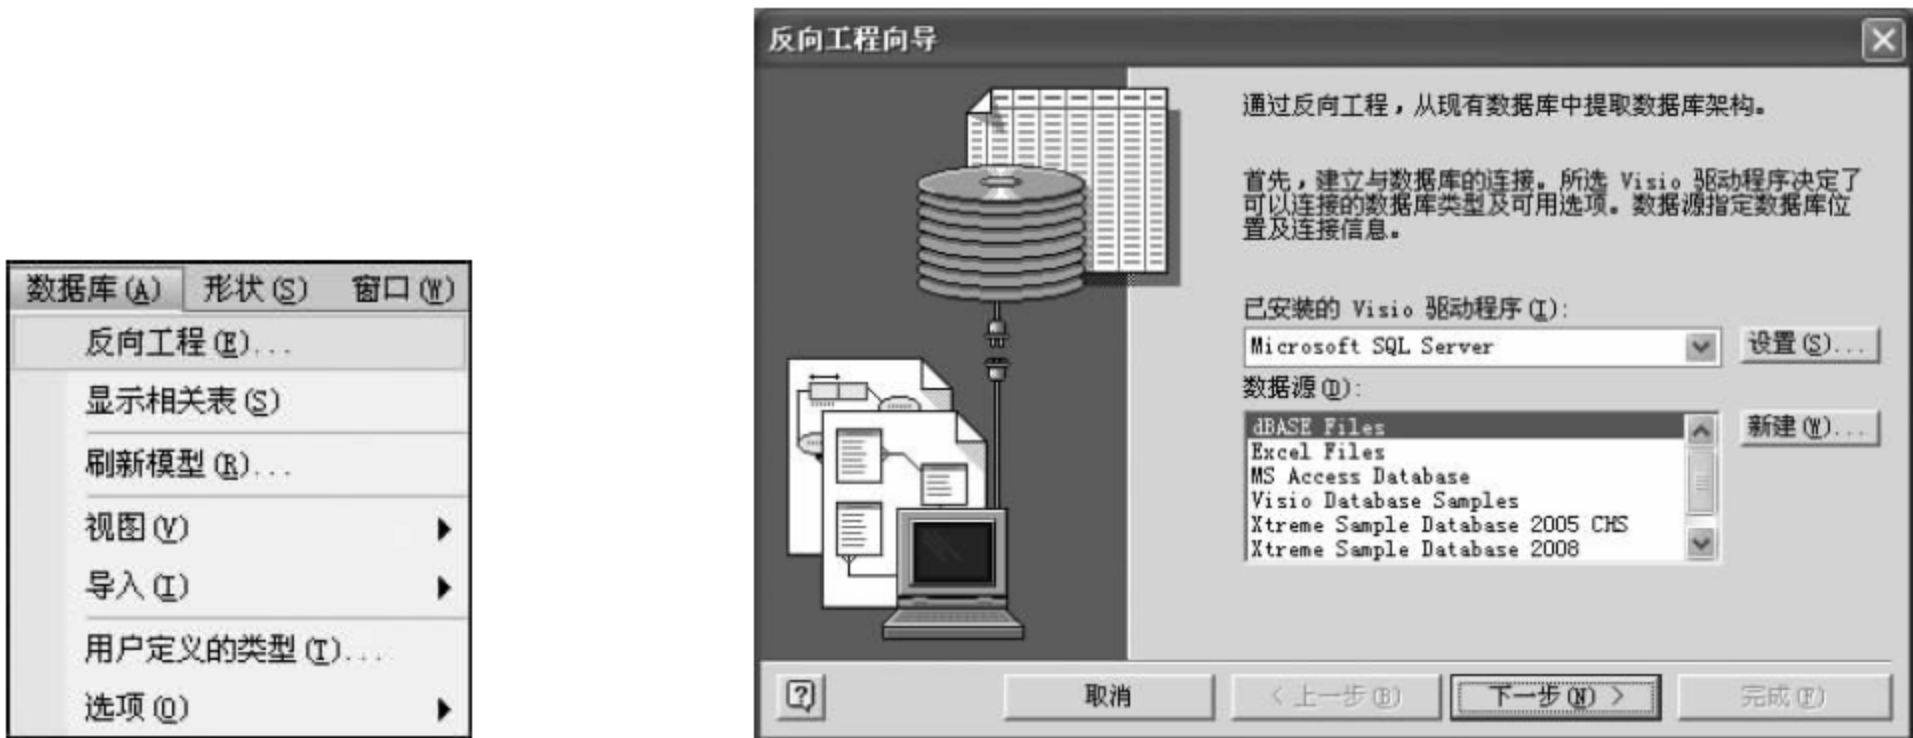 数据库(A) 形状(S) 窗口(W)
反向工程(E)...
显示相关表(S)
刷新模型(R)...
视图(V)
导入(I)
用户定义的类型(T)...
选项(O)
反向工程向导
通过反向工程，从现有数据库中提取数据库架构。
首先，建立与数据库的连接。所选 Visio 驱动程序决定了
可以连接的数据库类型及可用选项。数据源指定数据库位
置及连接信息。
已安装的 Visio 驱动程序(I):
Microsoft SQL Server
设置(S)...
数据源(D):
dBASE Files
Excel Files
MS Access Database
Visio Database Samples
Xtreme Sample Database 2005 CHS
Xtreme Sample Database 2008
新建(W)...
取消
< 上一步(B)
下一步(N) >
完成(F)